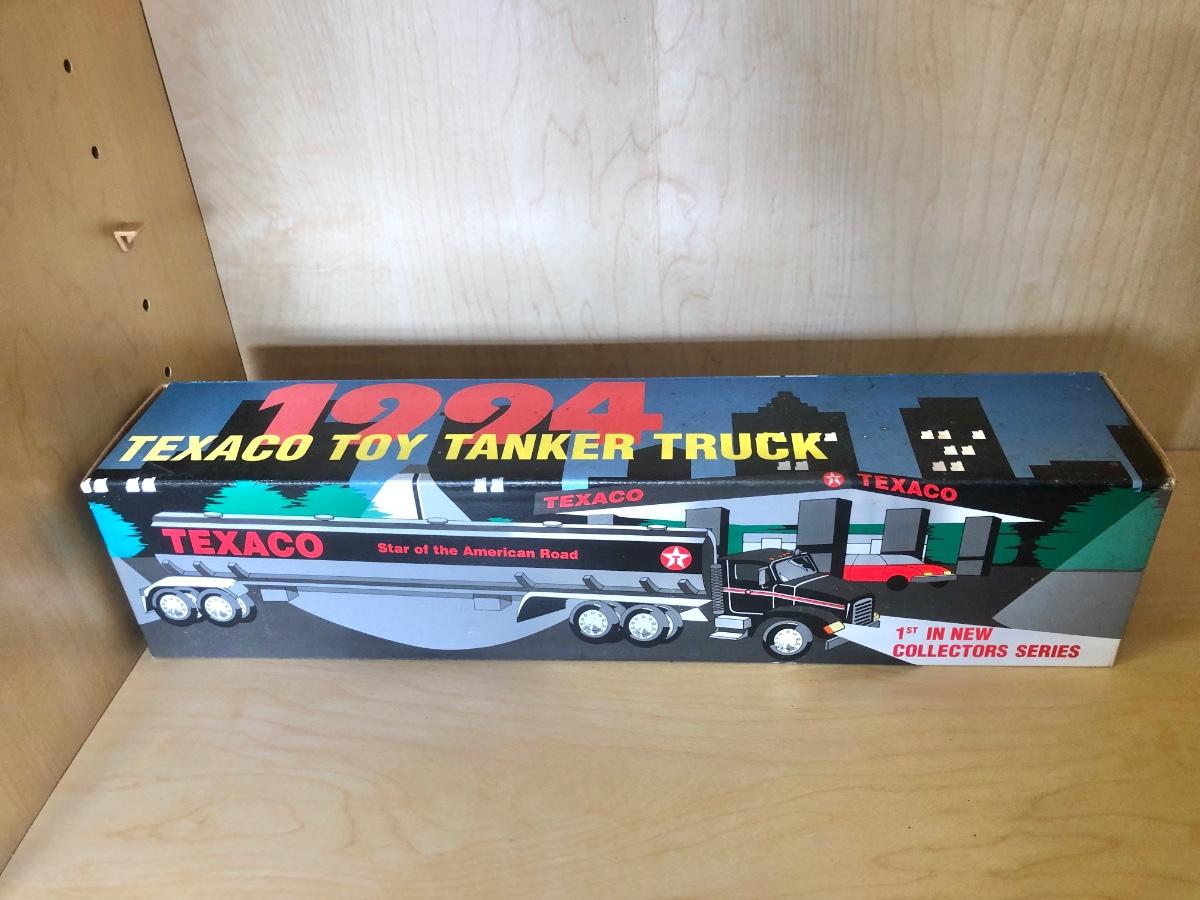 1994
TEXACO TOY TANKER TRUCK
TEXACO
TEXACO
TEXACO
Star of the American Road
T
1ST IN NEW
COLLECTORS SERIES